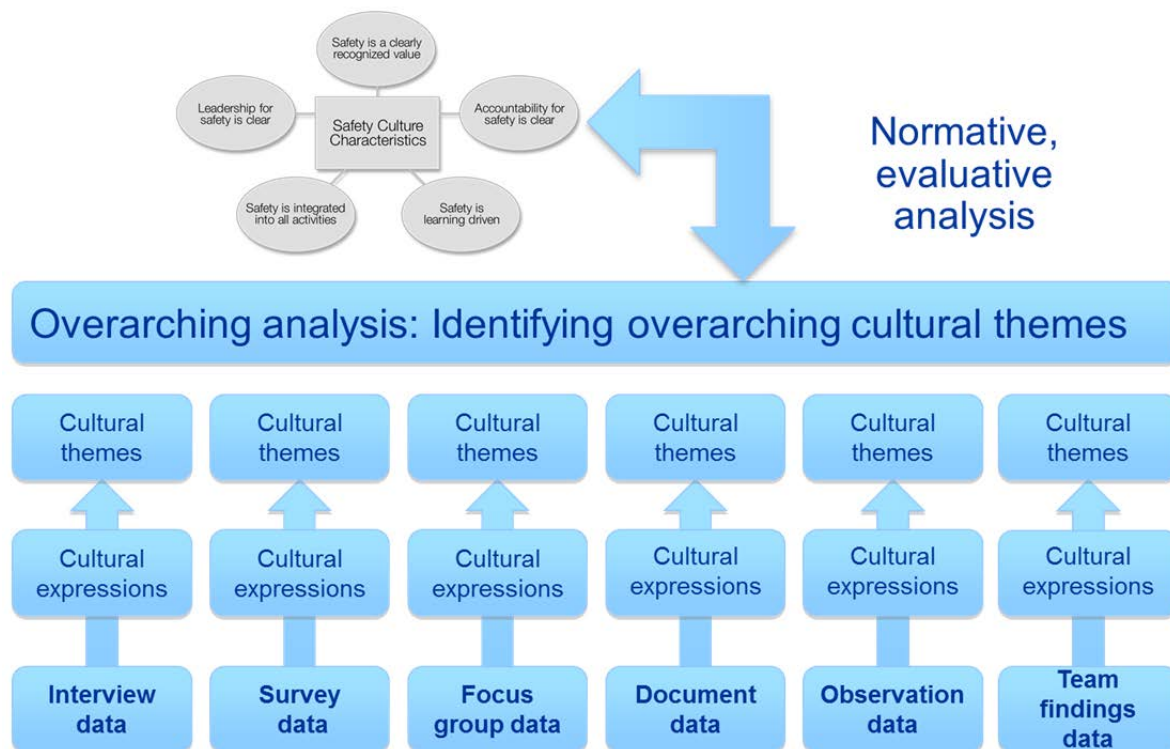 Safety is a clearly
recognized value
Leadership for
safety is clear
Safety Culture
Characteristics
Accountability for
safety is clear
Safety is integrated
into all activities
Safety is
learning driven
Normative,
evaluative
analysis
Overarching analysis: Identifying overarching cultural themes
Cultural
themes
Cultural
themes
Cultural
themes
Cultural
themes
Cultural
themes
Cultural
themes
Cultural
expressions
Cultural
expressions
Cultural
expressions
Cultural
expressions
Cultural
expressions
Cultural
expressions
Interview
data
Survey
data
Focus
group data
Document
data
Observation
data
Team
findings
data